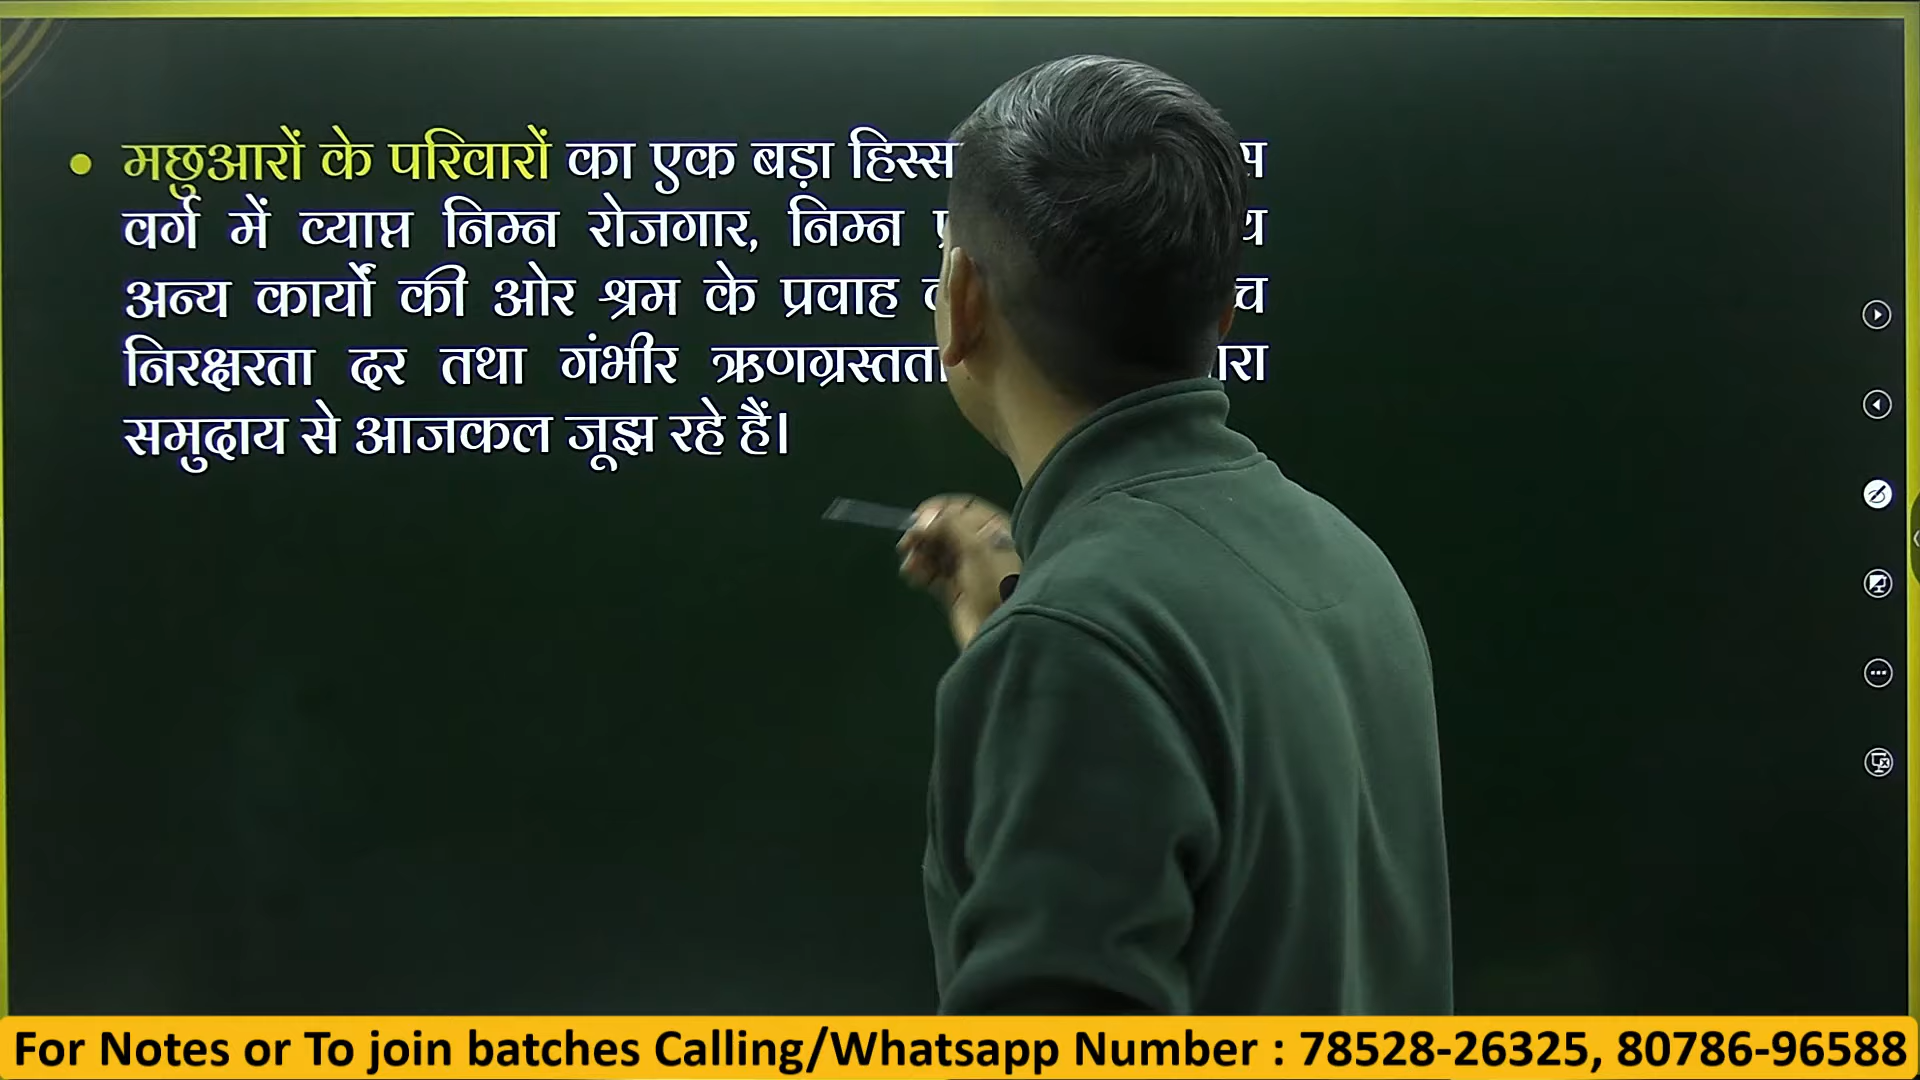 • मछुआरों के परिवारों का एक बड़ा
वर्ग में व्याप्त निम्न रोजगार, निम्न
अन्य कार्यों की ओर श्रम के प्रवाह
निरक्षरता दर तथा गंभीर ऋणग्रस्तता
समुदाय से आजकल जूझ रहे हैं।
For Notes or To join batches Calling/Whatsapp Number : 78528-26325, 80786-96588